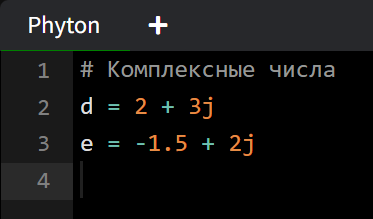 Phyton +
1 # Комплексные числа
2 d = 2 + 3j
3 e = -1.5 + 2j
4